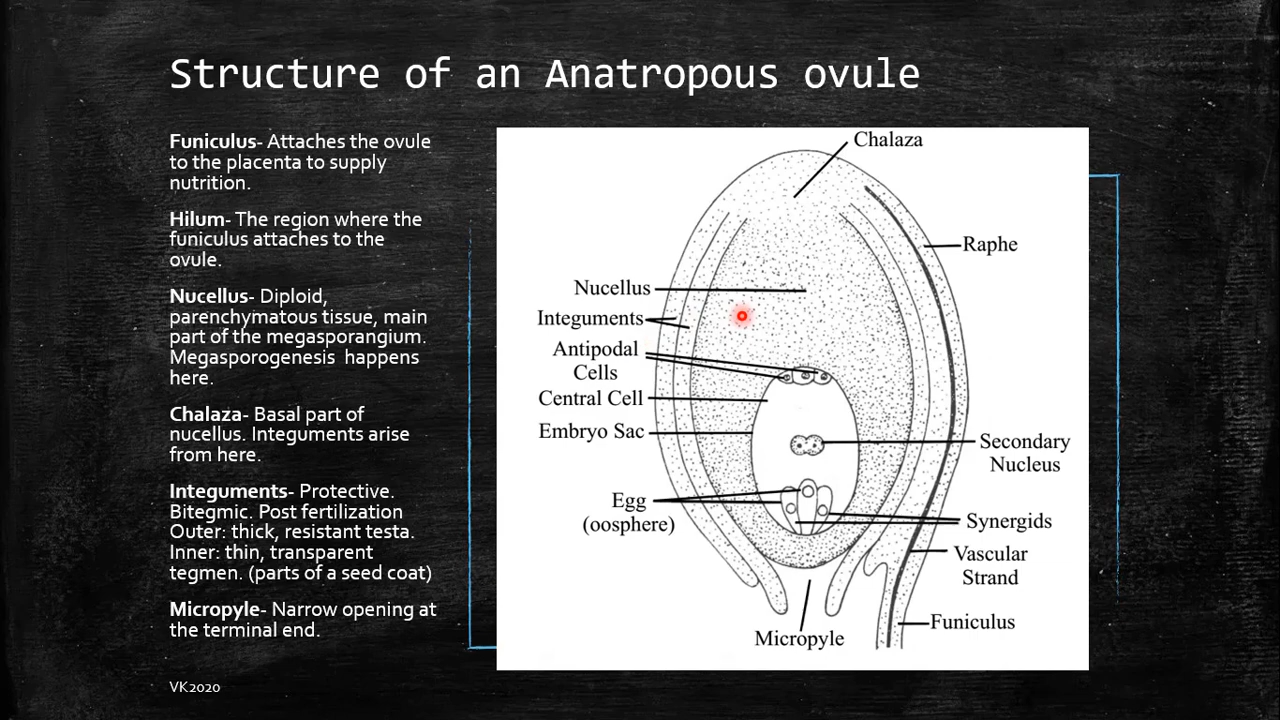 Structure of an Anatropous ovule
Funiculus- Attaches the ovule
to the placenta to supply
nutrition.
Hilum- The region where the
funiculus attaches to the
ovule.
Nucellus- Diploid,
parenchymatous tissue, main
part of the megasporangium.
Megasporogenesis happens
here.
Chalaza- Basal part of
nucellus. Integuments arise
from here.
Integuments- Protective.
Bitegmic. Post fertilization
Outer: thick, resistant testa.
Inner: thin, transparent
tegmen. (parts of a seed coat)
Micropyle- Narrow opening at
the terminal end.
VK2020
Chalaza
Raphe
Nucellus
Integuments
Antipodal
Cells
Central Cell
Embryo Sac
Secondary
Nucleus
Egg
(oosphere)
Synergids
Vascular
Strand
Funiculus
Micropyle